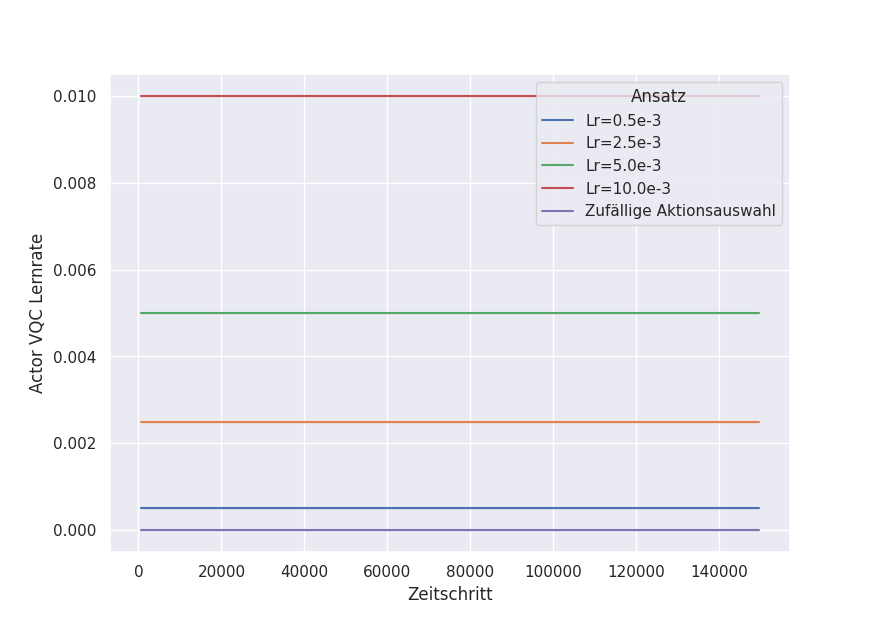 Ansatz
Lr=0.5e-3
Lr=2.5e-3
Lr=5.0e-3
Lr=10.0e-3
Zufällige Aktionsauswahl
Actor VQC Lernrate
0.010
0.008
0.006
0.004
0.002
0.000
0 20000 40000 60000 80000 100000 120000 140000
Zeitschritt